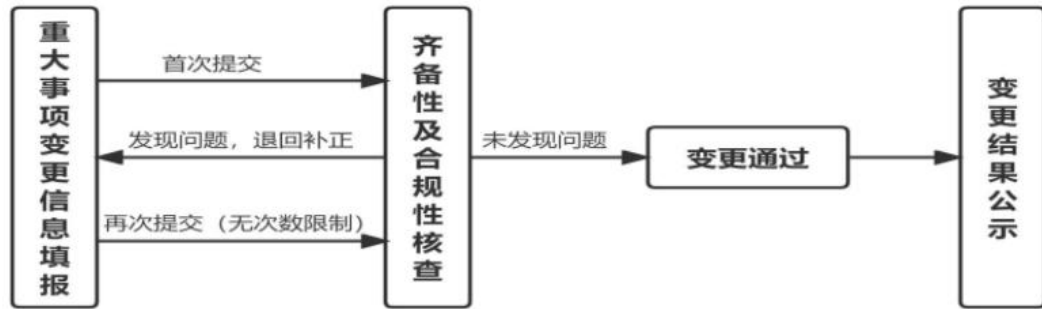 重大事项变更信息填报
首次提交
发现问题，退回补正
再次提交（无次数限制）
齐备性及合规性核查
未发现问题
变更通过
变更结果公示